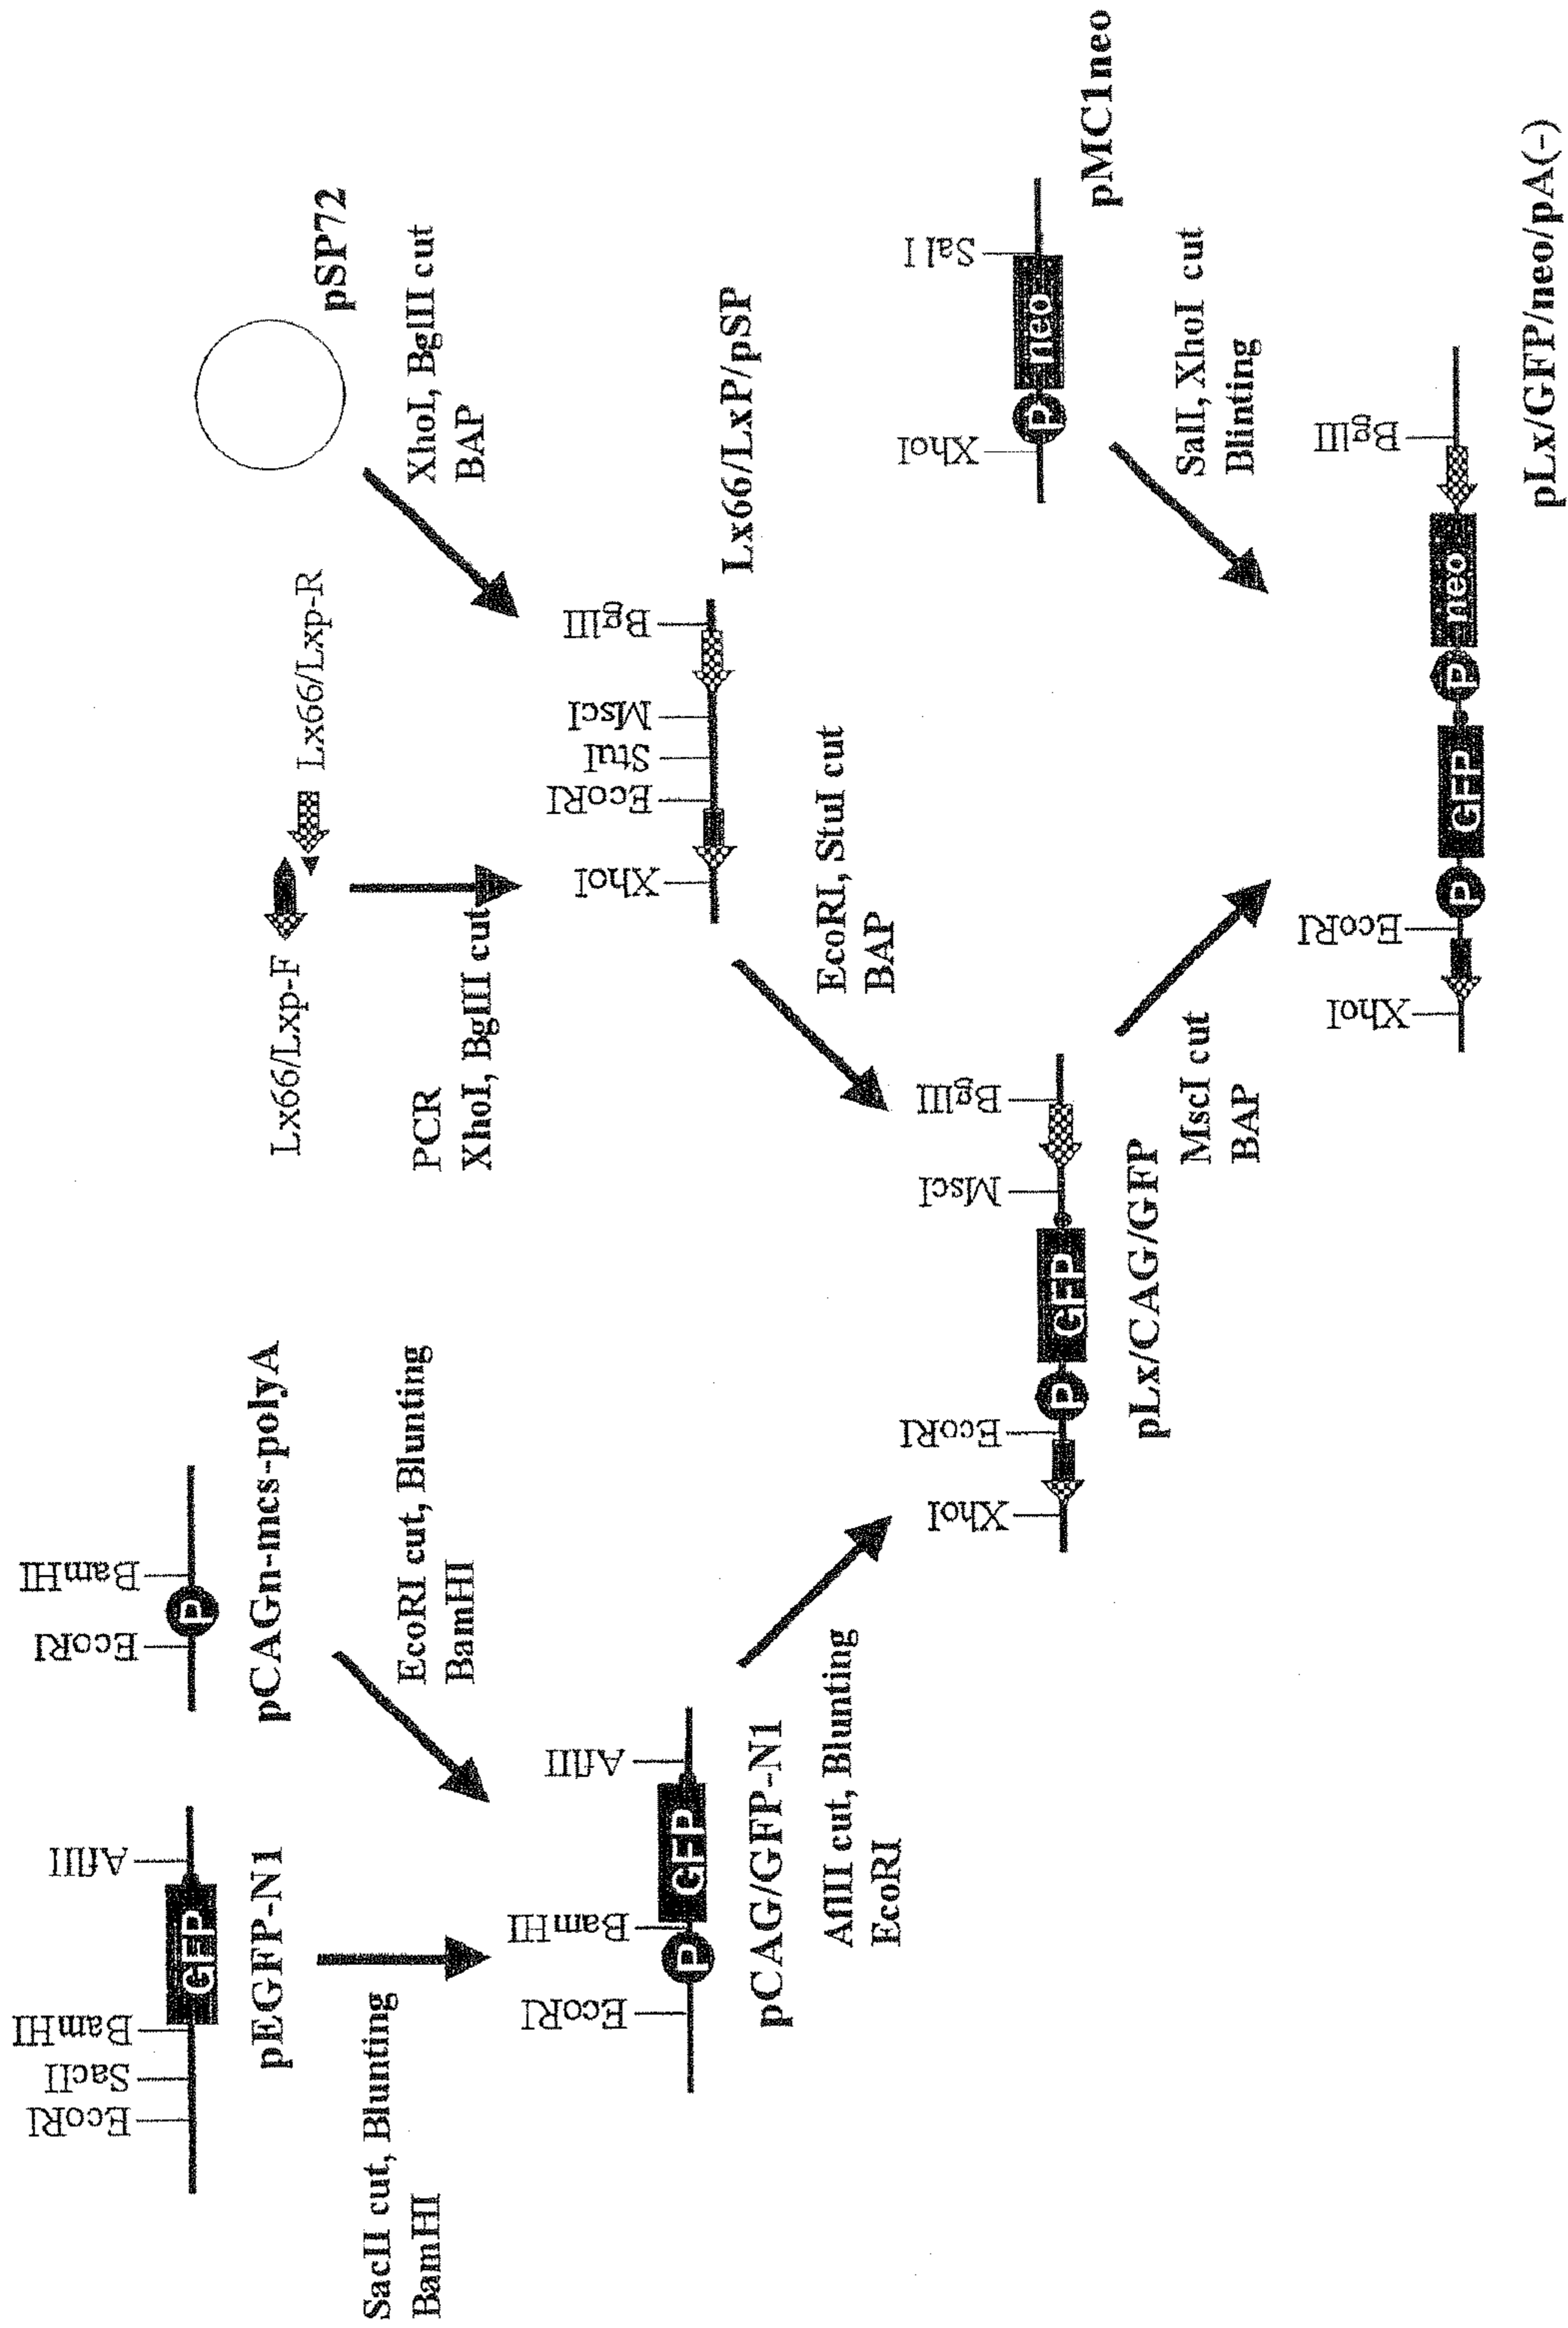 EcoRI
SacII
BamHI
GFP
AflII
pEGFP-N1
EcoRI
P
BamHI
pCAGn-mcs-polyA
SacII cut, Blunting
BamHI
EcoRI cut, Blunting
BamHI
EcoRI
P
BamHI
GFP
AflII
pCAG/GFP-N1
AflII cut, Blunting
EcoRI
Lx66/Lxp-F
Lx66/Lxp-R
pSP72
PCR
XhoI, BglII cut
XhoI, BglII cut
BAP
XhoI
EcoRI
StuI
MscI
BglII
Lx66/LxP/pSP
EcoRI, StuI cut
BAP
XhoI
EcoRI
P
GFP
MscI
BglII
pLx/CAG/GFP
MscI cut
BAP
XhoI
P
neo
Sal I
pMC1neo
SalI, XhoI cut
Blinting
XhoI
EcoRI
P
GFP
P
neo
BglII
pLx/GFP/neo/pA(-)